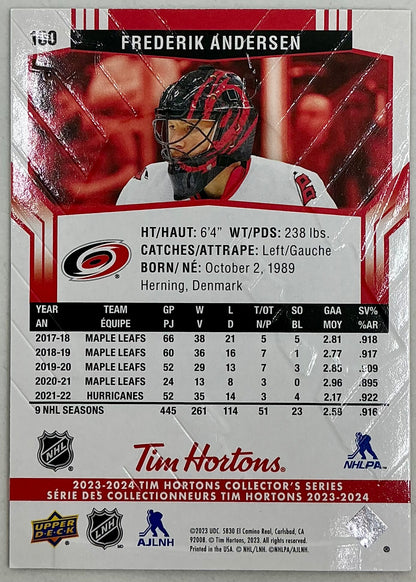 100
FREDERIK ANDERSEN
HT/HAUT: 6'4" WT/PDS: 238 lbs.
CATCHES/ATTRAPE: Left/Gauche
BORN/ NÉ: October 2, 1989
Herning, Denmark
YEAR TEAM GP W L T/OT SO GAA SV%
AN ÉQUIPE PJ V D N/P BL MOY %AR
2017-18 MAPLE LEAFS 66 38 21 5 5 2.81 .918
2018-19 MAPLE LEAFS 60 36 16 7 1 2.77 .917
2019-20 MAPLE LEAFS 52 29 13 7 3 2.85 .909
2020-21 MAPLE LEAFS 24 13 8 3 0 2.96 .895
2021-22 HURRICANES 52 35 14 3 4 2.17 .922
9 NHL SEASONS 445 261 114 51 23 2.59 .916
NHL Tim Hortons® NHLPA
2023-2024 TIM HORTONS COLLECTOR'S SERIES
SÉRIE DES COLLECTIONNEURS TIM HORTONS 2023-2024
UPPER DECK NHL AJLNH
©2023 UDC. 5830 El Camino Real, Carlsbad, CA
92008. © Tim Hortons, 2023. All rights reserved.
Printed in the USA. © NHL/LNH. ©NHLPA/AJLNH.
®